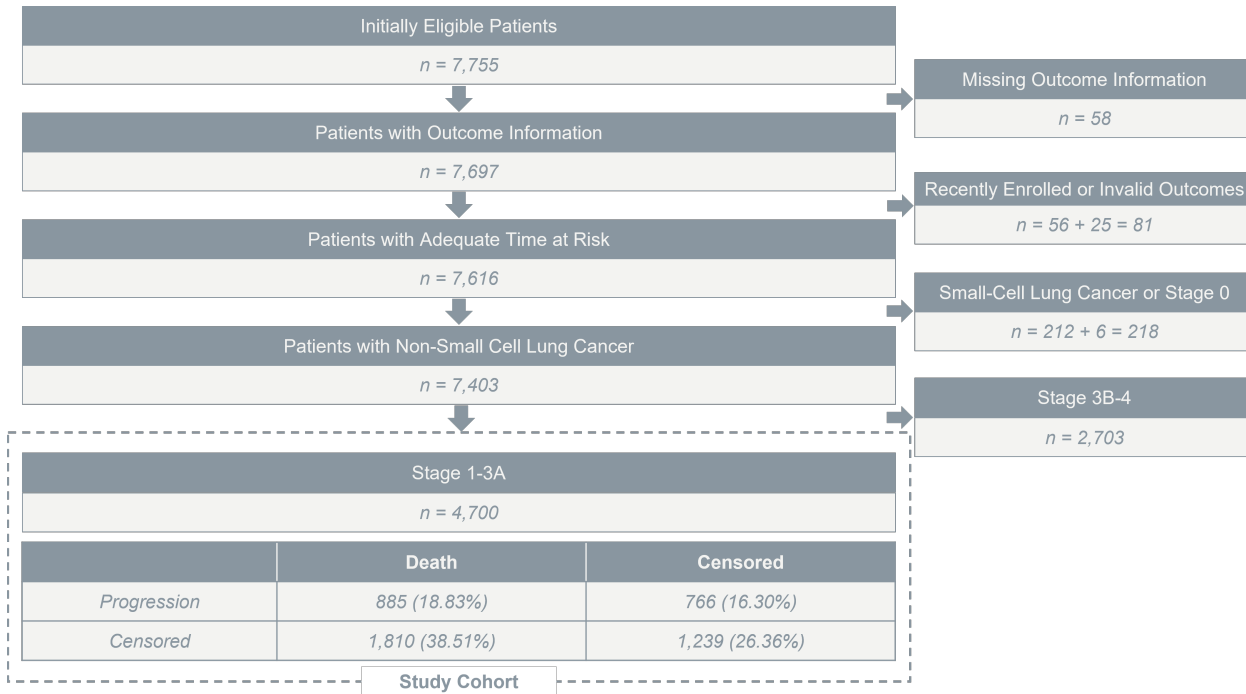 Initially Eligible Patients
n = 7,755
Missing Outcome Information
n = 58
Patients with Outcome Information
n = 7,697
Recently Enrolled or Invalid Outcomes
n = 56 + 25 = 81
Patients with Adequate Time at Risk
n = 7,616
Small-Cell Lung Cancer or Stage 0
n = 212 + 6 = 218
Patients with Non-Small Cell Lung Cancer
n = 7,403
Stage 3B-4
n = 2,703
Stage 1-3A
n = 4,700
Death Censored
Progression 885 (18.83%) 766 (16.30%)
Censored 1,810 (38.51%) 1,239 (26.36%)
Study Cohort